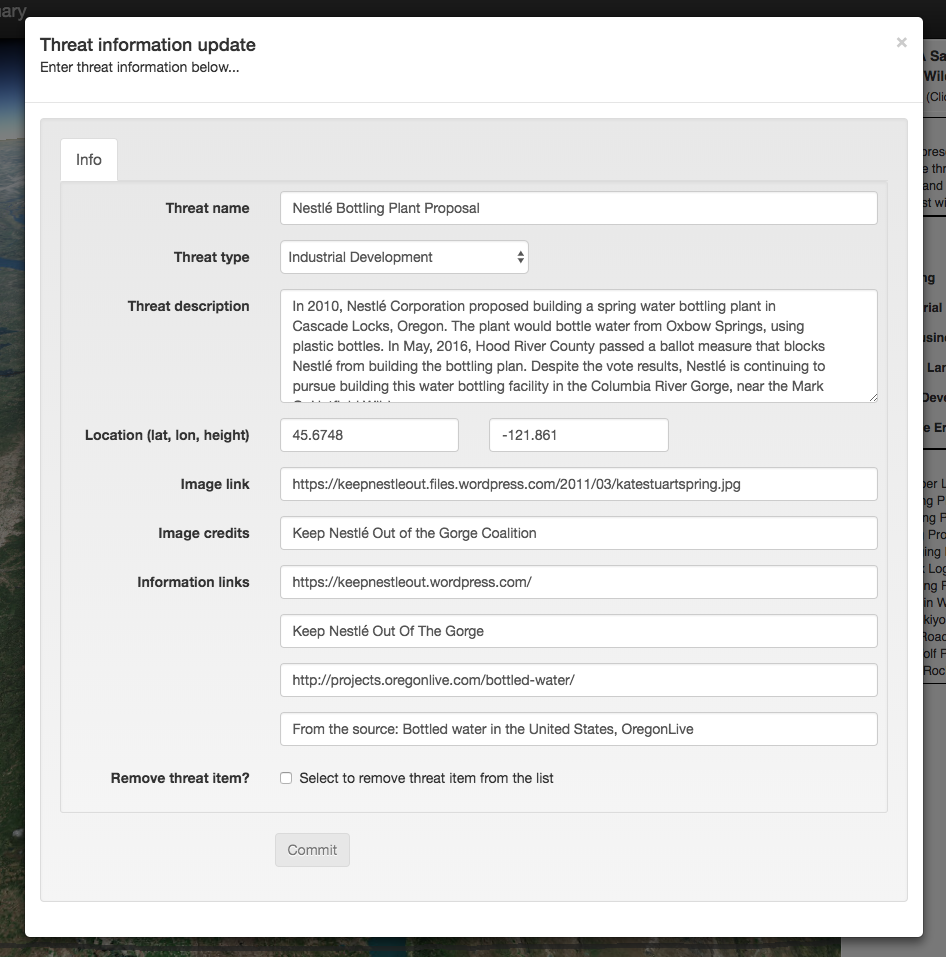 Threat information update
×
Enter threat information below...
Info
Threat name
Nestlé Bottling Plant Proposal
Threat type
Industrial Development
Threat description
In 2010, Nestlé Corporation proposed building a spring water bottling plant in
Cascade Locks, Oregon. The plant would bottle water from Oxbow Springs, using
plastic bottles. In May, 2016, Hood River County passed a ballot measure that blocks
Nestlé from building the bottling plan. Despite the vote results, Nestlé is continuing to
pursue building this water bottling facility in the Columbia River Gorge, near the Mark
Location (lat, lon, height)
45.6748
-121.861
Image link
https://keepnestleout.files.wordpress.com/2011/03/katestuartspring.jpg
Image credits
Keep Nestlé Out of the Gorge Coalition
Information links
https://keepnestleout.wordpress.com/
Keep Nestlé Out Of The Gorge
http://projects.oregonlive.com/bottled-water/
From the source: Bottled water in the United States, OregonLive
Remove threat item?
Select to remove threat item from the list
Commit